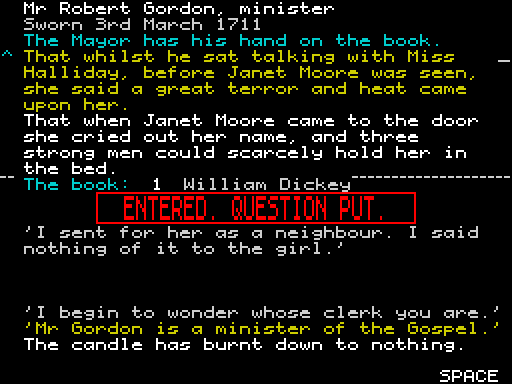 Mr Robert Gordon, minister
Sworn 3rd March 1711
The Mayor has his hand on the book.
^ That whilst he sat talking with Miss
Halliday, before Janet Moore was seen,
she said a great terror and heat came
upon her.
That when Janet Moore came to the door
she cried out her name, and three
strong men could scarcely hold her in
the bed.
The book: 1 William Dickey
ENTERED. QUESTION PUT.
'I sent for her as a neighbour. I said
nothing of it to the girl.'
'I begin to wonder whose clerk you are.'
'Mr Gordon is a minister of the Gospel.'
The candle has burnt down to nothing.
SPACE